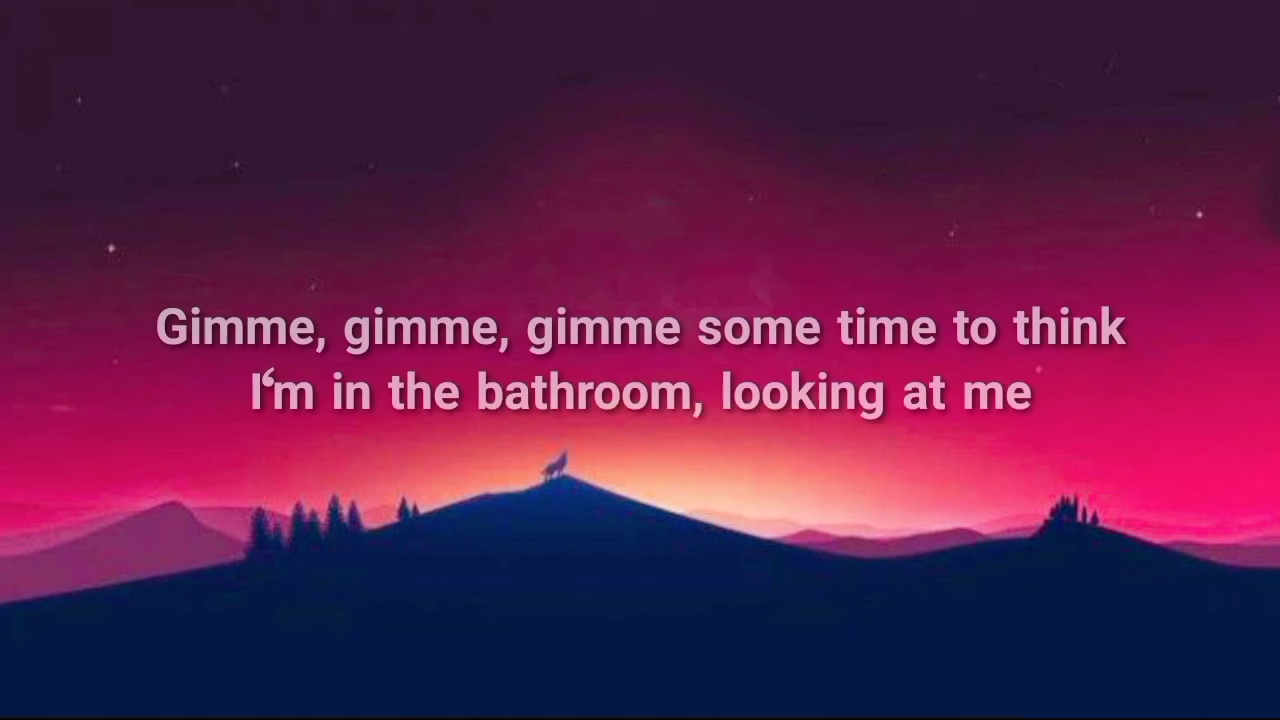 Gimme, gimme, gimme some time to think
I‘m in the bathroom, looking at me